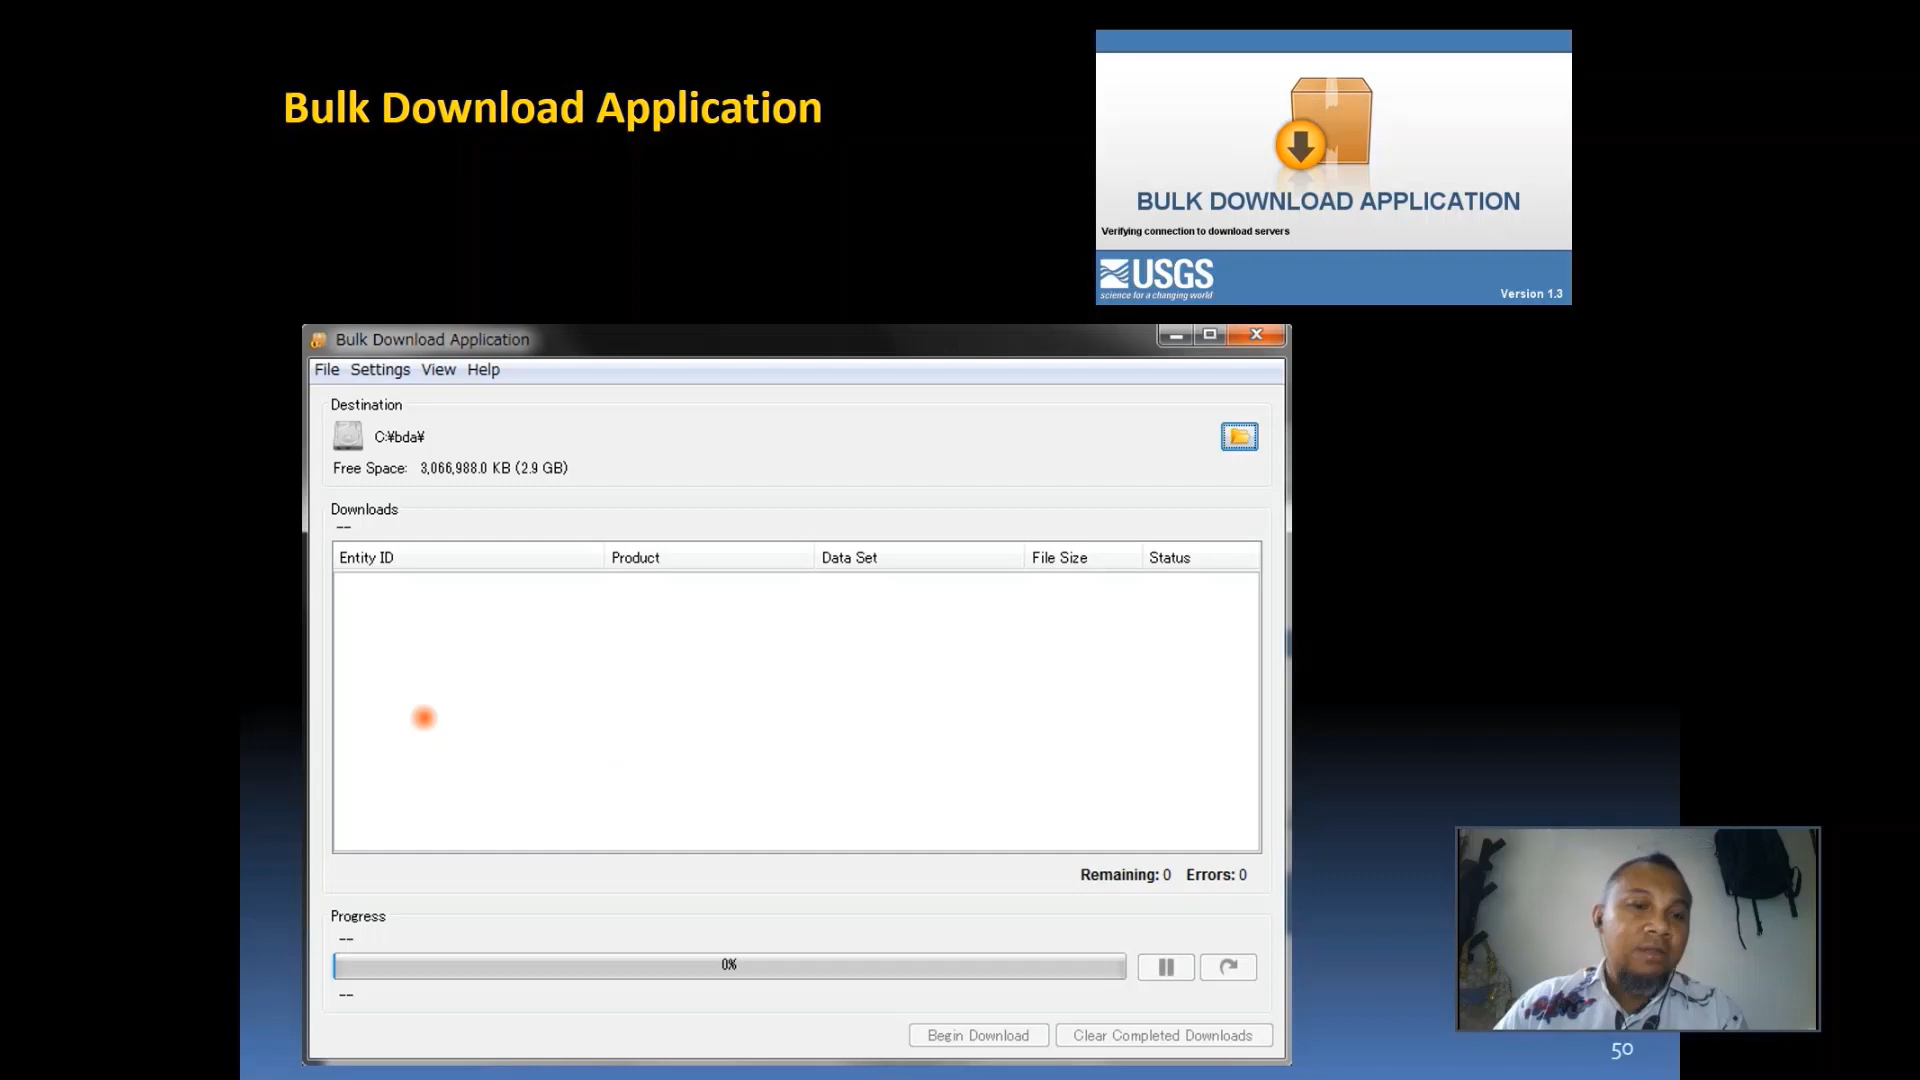 Bulk Download Application
BULK DOWNLOAD APPLICATION
Verifying connection to download servers
USGS
science for a changing world
Version 1.3
Bulk Download Application
File Settings View Help
Destination
C:¥bda¥
Free Space: 3,066,988.0 KB (2.9 GB)
Downloads
--
Entity ID Product Data Set File Size Status
Remaining: 0 Errors: 0
Progress
--
0%
--
Begin Download Clear Completed Downloads
50